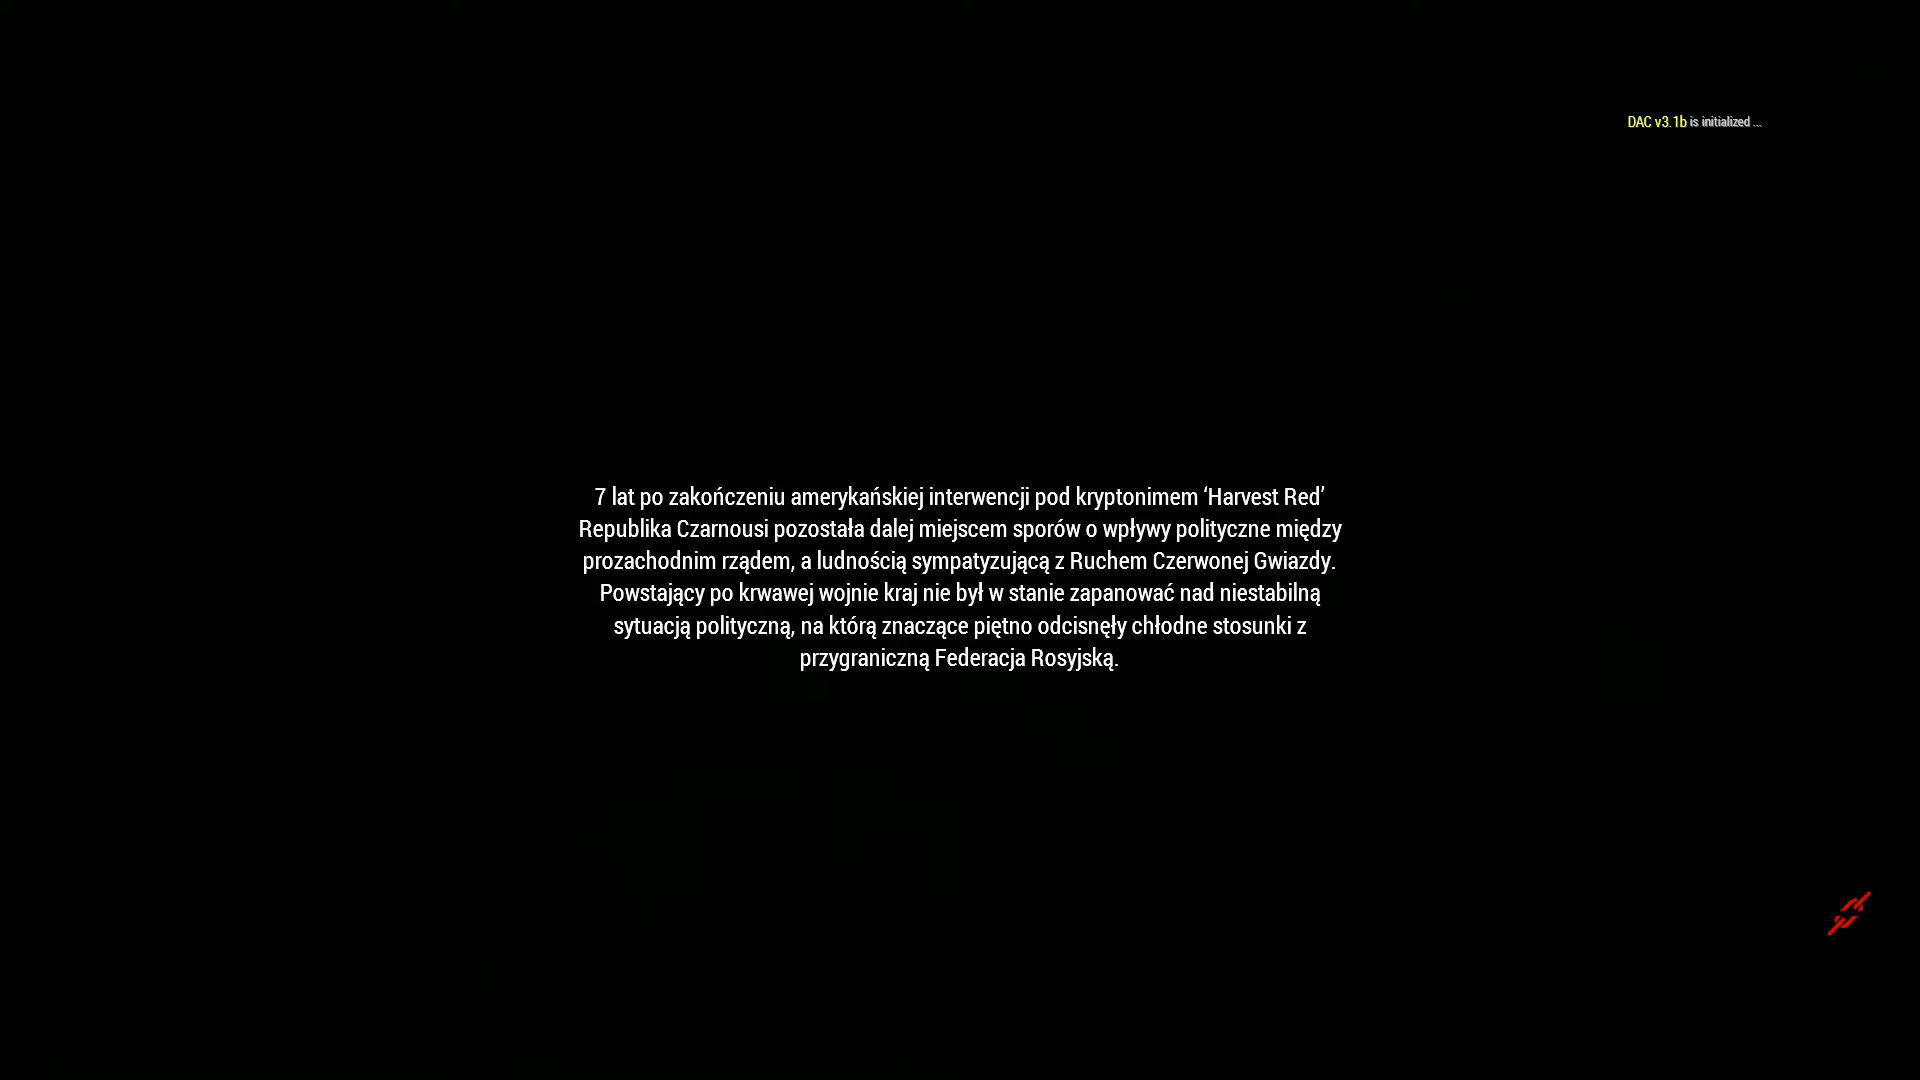 DAC v3.1b is initialized ...
7 lat po zakończeniu amerykańskiej interwencji pod kryptonimem ‘Harvest Red’
Republika Czarnousi pozostała dalej miejscem sporów o wpływy polityczne między
prozachodnim rządem, a ludnością sympatyzującą z Ruchem Czerwonej Gwiazdy.
Powstający po krwawej wojnie kraj nie był w stanie zapanować nad niestabilną
sytuacją polityczną, na którą znaczące piętno odcisnęły chłodne stosunki z
przygraniczną Federacja Rosyjską.